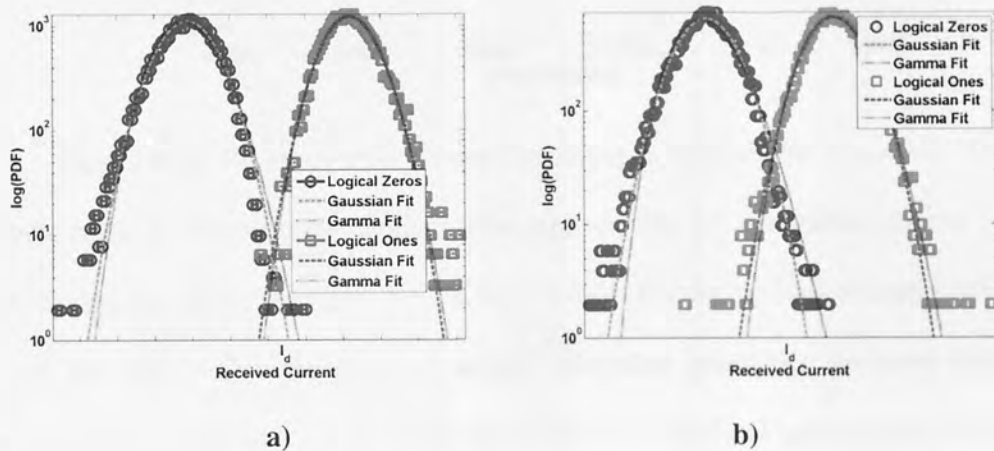 10³
10²
10¹
10⁰
log(PDF)
Logical Zeros
Gaussian Fit
Gamma Fit
Logical Ones
Gaussian Fit
Gamma Fit
I_d
Received Current
a)
10²
10¹
10⁰
log(PDF)
Logical Zeros
Gaussian Fit
Gamma Fit
Logical Ones
Gaussian Fit
Gamma Fit
I_d
Received Current
b)